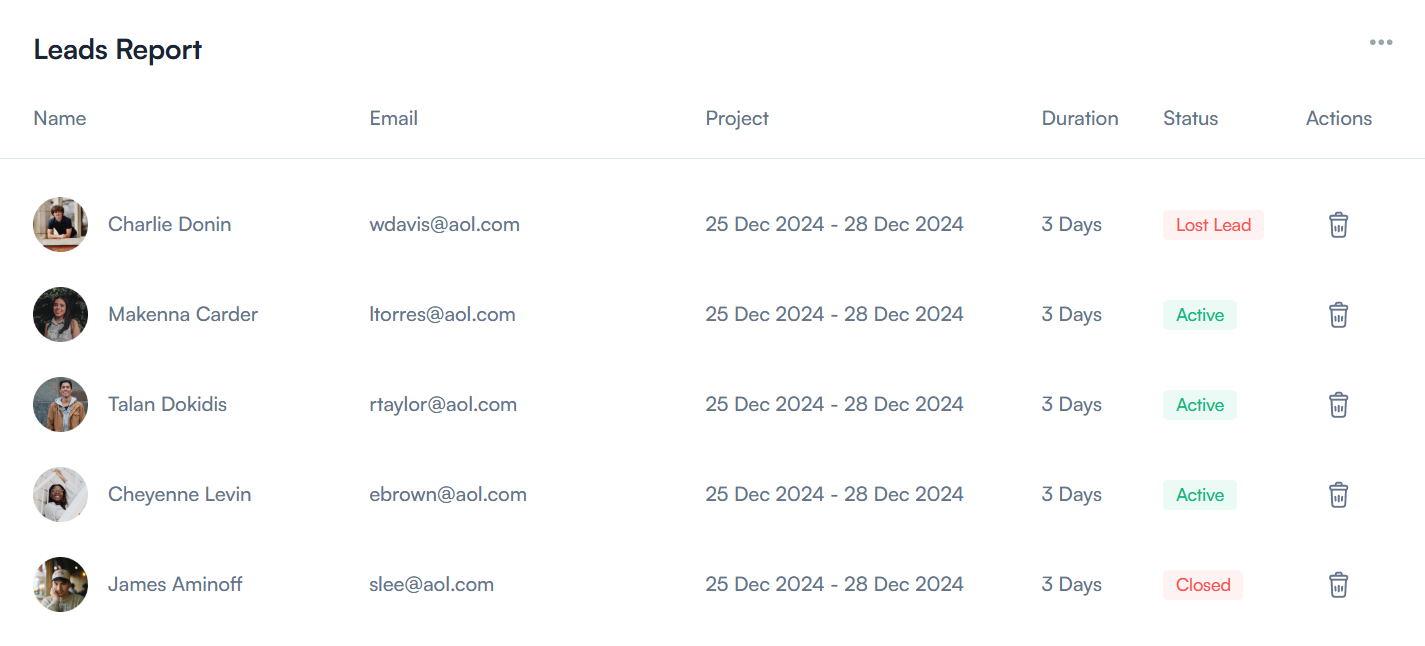 Leads Report
Name Email Project Duration Status Actions
Charlie Donin wdavis@aol.com 25 Dec 2024 - 28 Dec 2024 3 Days Lost Lead
Makenna Carder ltorres@aol.com 25 Dec 2024 - 28 Dec 2024 3 Days Active
Talan Dokidis rtaylor@aol.com 25 Dec 2024 - 28 Dec 2024 3 Days Active
Cheyenne Levin ebrown@aol.com 25 Dec 2024 - 28 Dec 2024 3 Days Active
James Aminoff slee@aol.com 25 Dec 2024 - 28 Dec 2024 3 Days Closed